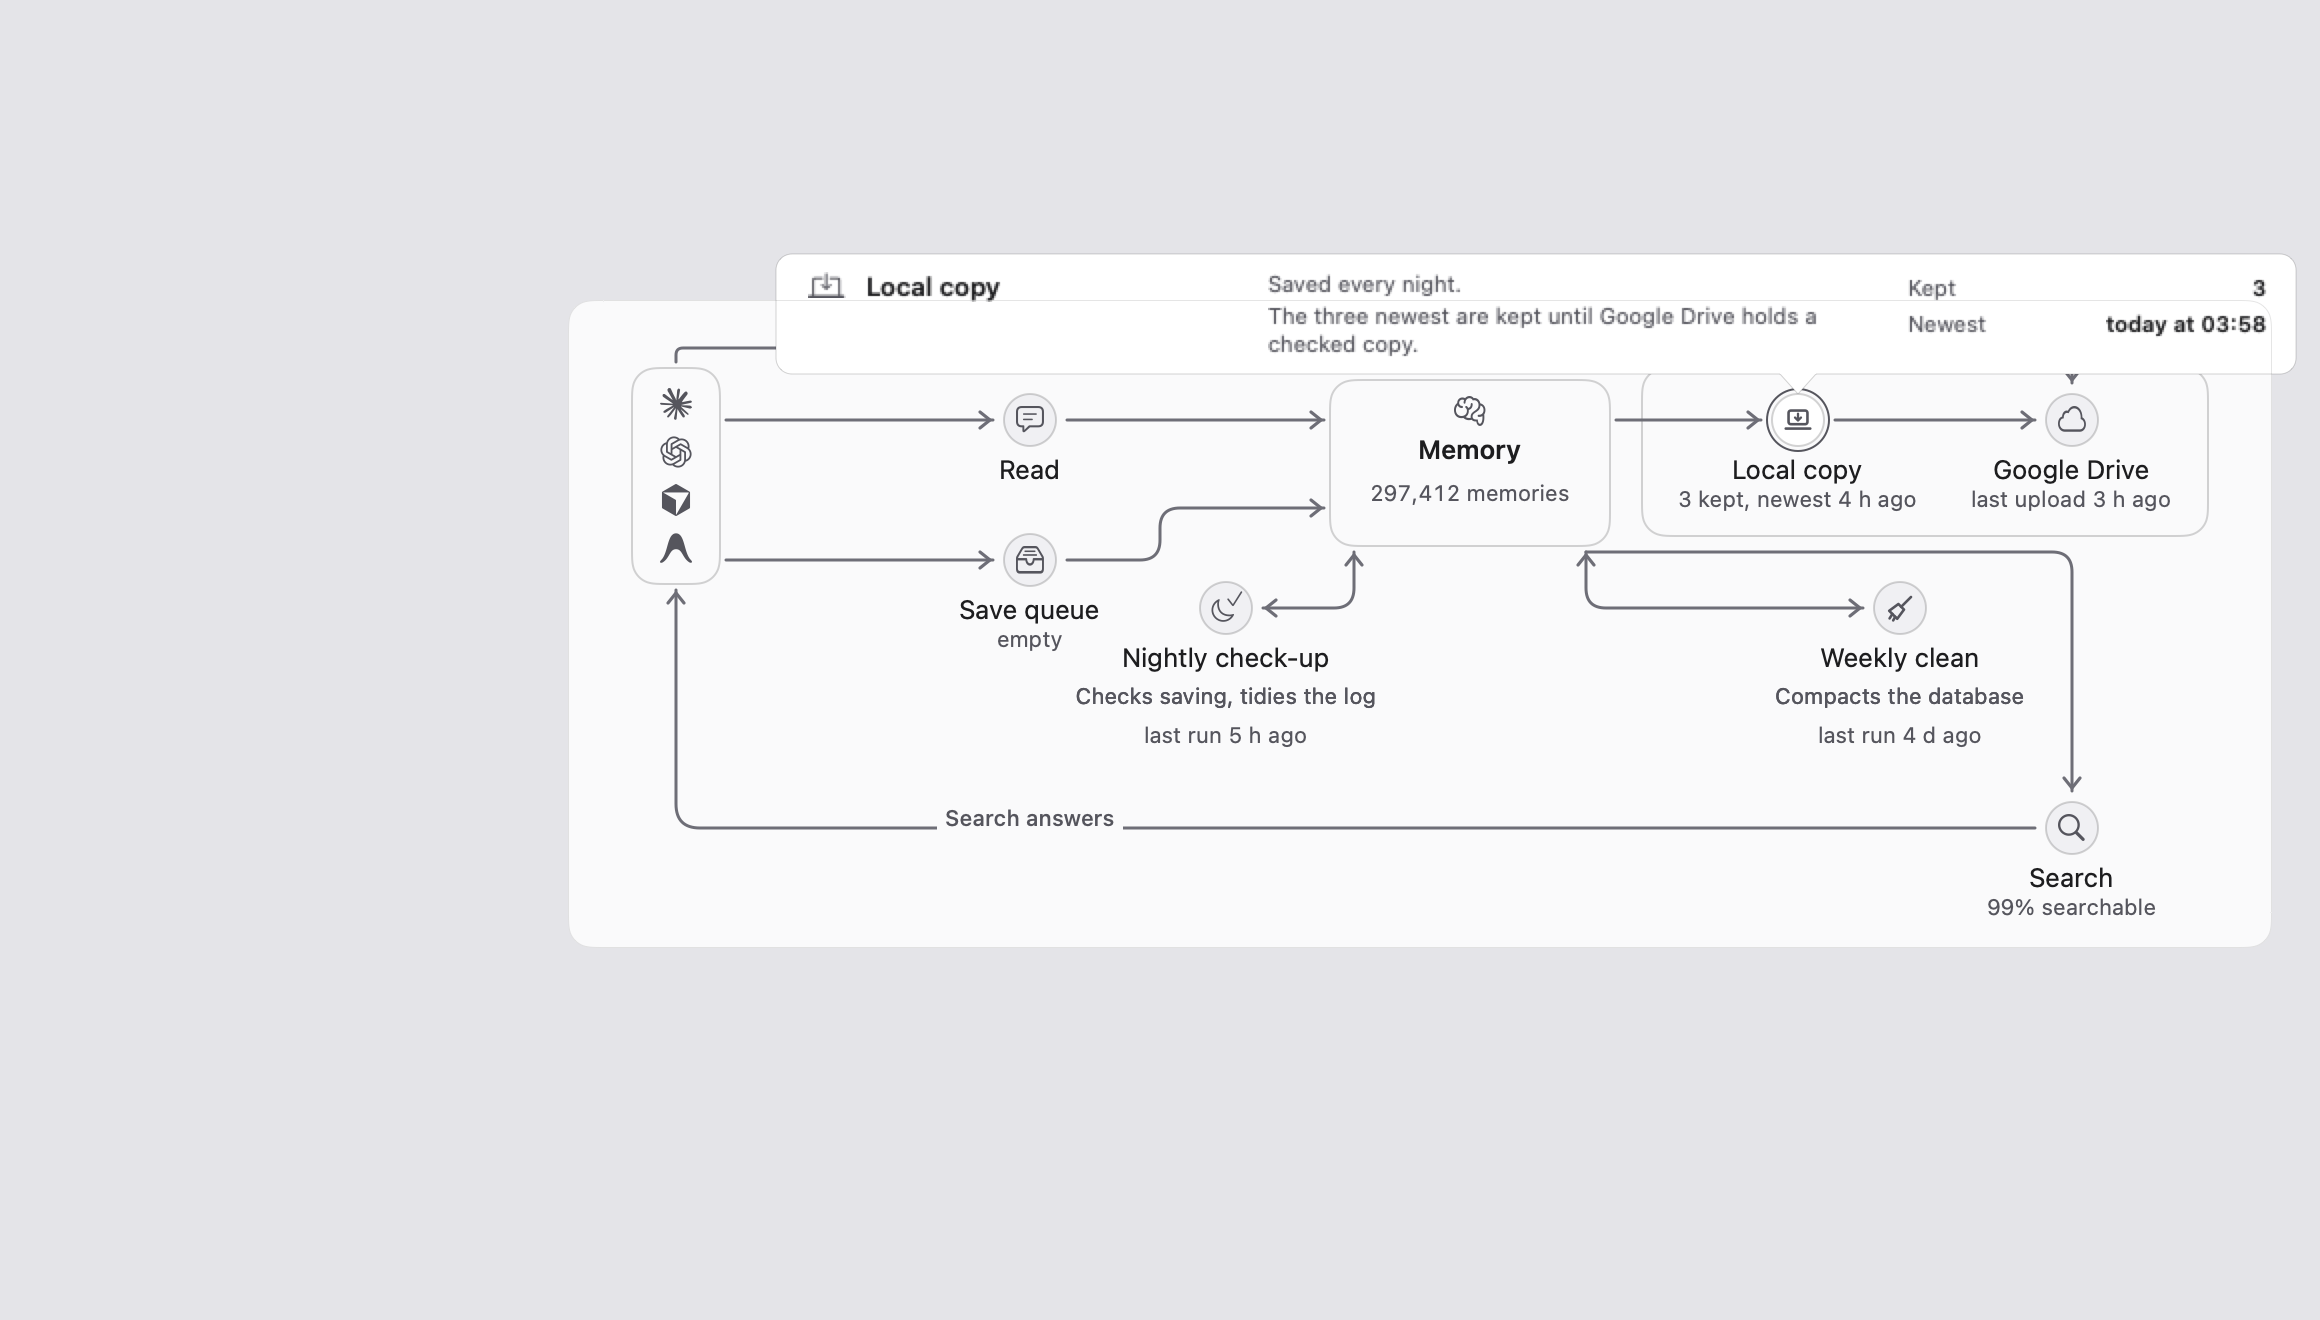 Local copy
Saved every night.
The three newest are kept until Google Drive holds a
checked copy.
Kept 3
Newest today at 03:58
Read
Memory
297,412 memories
Local copy
3 kept, newest 4 h ago
Google Drive
last upload 3 h ago
Save queue
empty
Nightly check-up
Checks saving, tidies the log
last run 5 h ago
Weekly clean
Compacts the database
last run 4 d ago
Search answers
Search
99% searchable